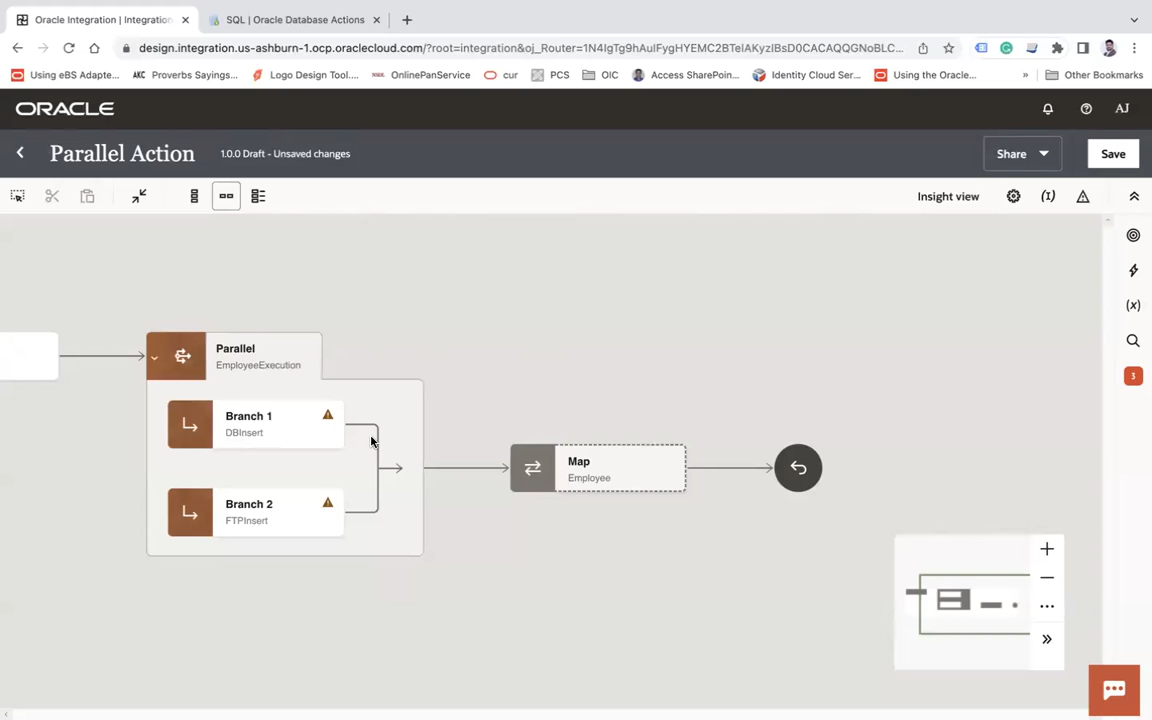 Oracle Integration | Integration
SQL | Oracle Database Actions
design.integration.us-ashburn-1.ocp.oraclecloud.com/?root=integration&oj_Router=1N4IgTg9hAuIFygHYEMC2BTeIAKyzIBsD0CACAQQGNoBLC...
Using eBS Adapte...
AKC Proverbs Sayings...
Logo Design Tool....
OnlinePanService
cur
PCS
OIC
Access SharePoin...
Identity Cloud Ser...
Using the Oracle...
»
Other Bookmarks
ORACLE
AJ
Parallel Action
1.0.0 Draft - Unsaved changes
Share
Save
Insight view
(x)
3
Parallel
EmployeeExecution
Branch 1
DBInsert
Branch 2
FTPInsert
Map
Employee